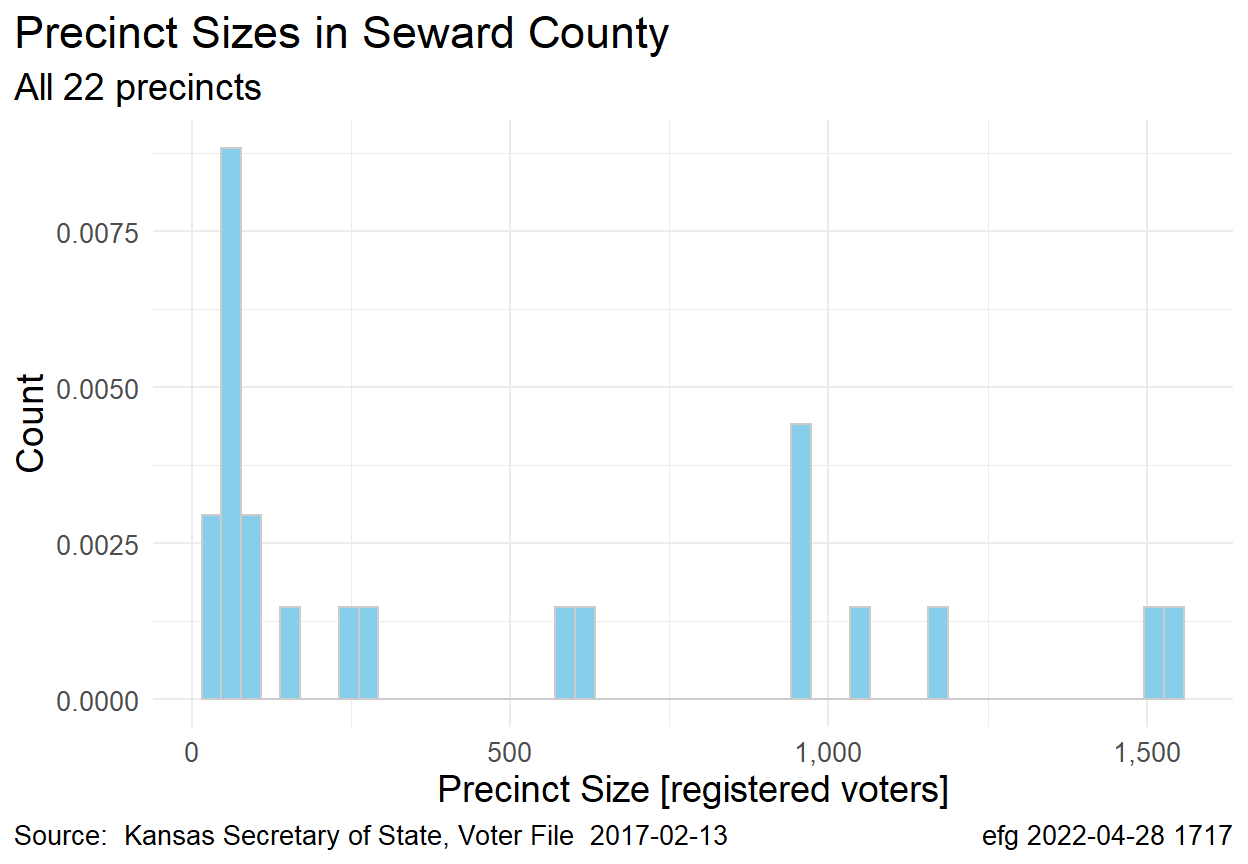 Precinct Sizes in Seward County
All 22 precincts
0.0075
0.0050
0.0025
0.0000
Count
0
500
1,000
1,500
Precinct Size [registered voters]
Source:  Kansas Secretary of State, Voter File  2017-02-13
efg 2022-04-28 1717